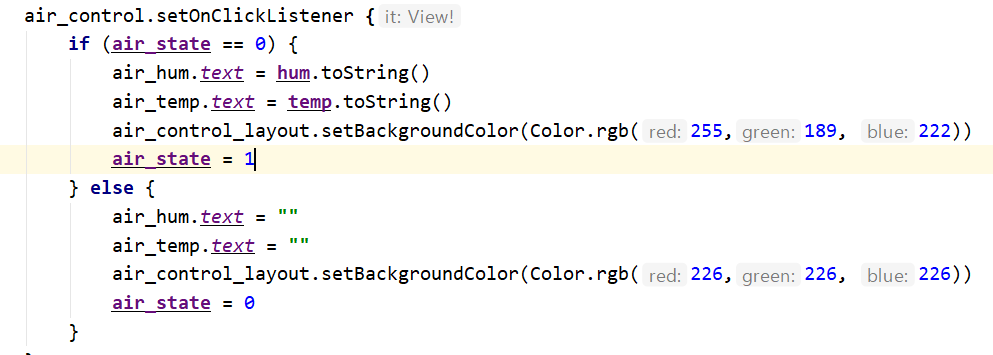 air_control.setOnClickListener { it: View!
if (air_state == 0) {
air_hum.text = hum.toString()
air_temp.text = temp.toString()
air_control_layout.setBackgroundColor(Color.rgb( red: 255, green: 189, blue: 222))
air_state = 1
} else {
air_hum.text = ""
air_temp.text = ""
air_control_layout.setBackgroundColor(Color.rgb( red: 226, green: 226, blue: 226))
air_state = 0
}